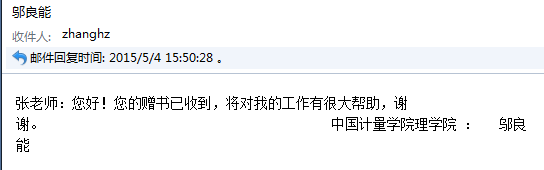 邬良能
收件人： zhanghz
邮件回复时间: 2015/5/4 15:50:28 。
张老师：您好！您的赠书已收到，将对我的工作有很大帮助，谢
谢。 中国计量学院理学院 ： 邬良
能